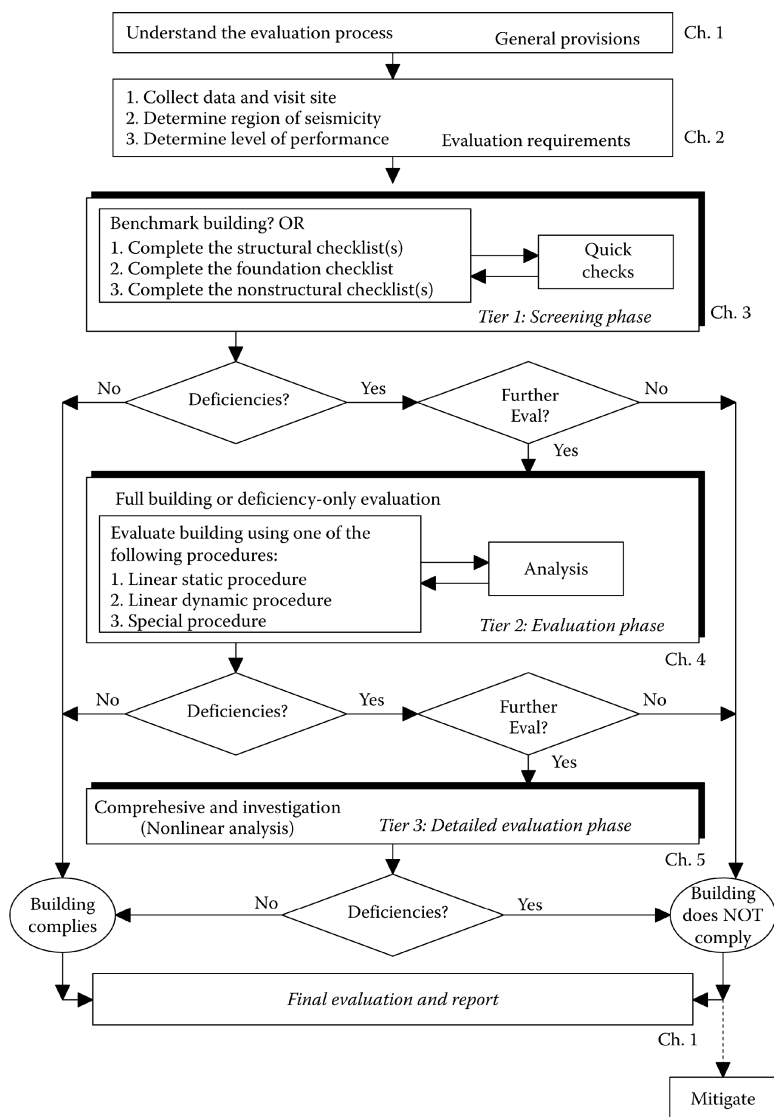 Understand the evaluation process
General provisions
Ch. 1
1. Collect data and visit site
2. Determine region of seismicity
3. Determine level of performance
Evaluation requirements
Ch. 2
Benchmark building? OR
1. Complete the structural checklist(s)
2. Complete the foundation checklist
3. Complete the nonstructural checklist(s)
Quick
checks
Tier 1: Screening phase
Ch. 3
No
Deficiencies?
Yes
Further
Eval?
No
Yes
Full building or deficiency-only evaluation
Evaluate building using one of the
following procedures:
1. Linear static procedure
2. Linear dynamic procedure
3. Special procedure
Analysis
Tier 2: Evaluation phase
Ch. 4
No
Deficiencies?
Yes
Further
Eval?
No
Yes
Comprehesive and investigation
(Nonlinear analysis)
Tier 3: Detailed evaluation phase
Ch. 5
Building
complies
No
Deficiencies?
Yes
Building
does NOT
comply
Final evaluation and report
Ch. 1
Mitigate